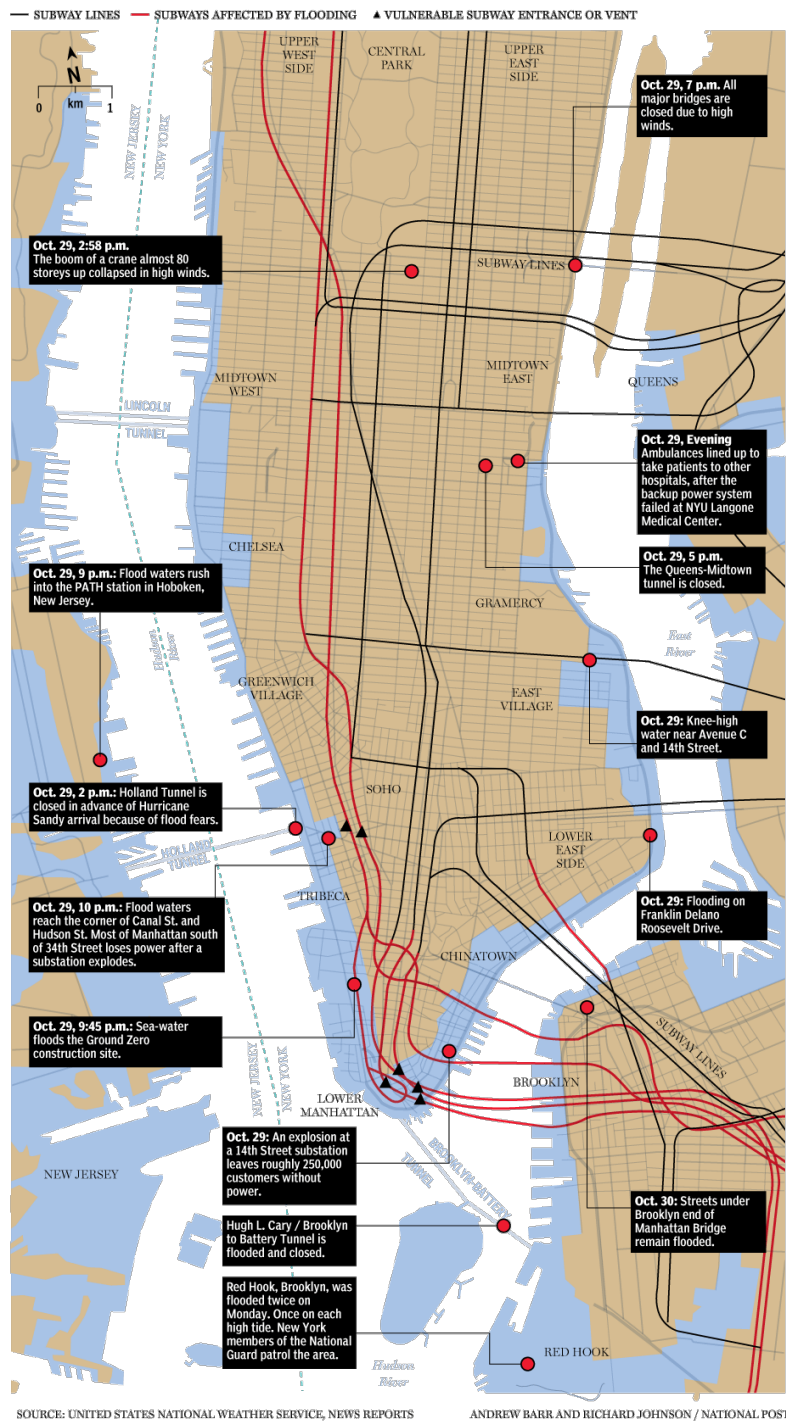 SUBWAY LINES SUBWAYS AFFECTED BY FLOODING VULNERABLE SUBWAY ENTRANCE OR VENT
UPPER
WEST
SIDE
CENTRAL
PARK
UPPER
EAST
SIDE
N
0 km 1
NEW JERSEY
NEW YORK
Oct. 29, 7 p.m. All
major bridges are
closed due to high
winds.
Oct. 29, 2:58 p.m.
The boom of a crane almost 80
storeys up collapsed in high winds.
SUBWAY LINES
MIDTOWN
WEST
MIDTOWN
EAST
QUEENS
LINCOLN
TUNNEL
Oct. 29, Evening
Ambulances lined up to
take patients to other
hospitals, after the
backup power system
failed at NYU Langone
Medical Center.
CHELSEA
Oct. 29, 5 p.m.
The Queens-Midtown
tunnel is closed.
Oct. 29, 9 p.m.: Flood waters rush
into the PATH station in Hoboken,
New Jersey.
GRAMERCY
Hudson
River
East
River
GREENWICH
VILLAGE
EAST
VILLAGE
Oct. 29: Knee-high
water near Avenue C
and 14th Street.
SOHO
Oct. 29, 2 p.m.: Holland Tunnel is
closed in advance of Hurricane
Sandy arrival because of flood fears.
HOLLAND
TUNNEL
LOWER
EAST
SIDE
TRIBECA
Oct. 29, 10 p.m.: Flood waters
reach the corner of Canal St. and
Hudson St. Most of Manhattan south
of 34th Street loses power after a
substation explodes.
Oct. 29: Flooding on
Franklin Delano
Roosevelt Drive.
CHINATOWN
Oct. 29, 9:45 p.m.: Sea-water
floods the Ground Zero
construction site.
SUBWAY LINES
NEW JERSEY
NEW YORK
BROOKLYN
LOWER
MANHATTAN
Oct. 29: An explosion at
a 14th Street substation
leaves roughly 250,000
customers without
power.
BROOKLYN-BATTERY
TUNNEL
NEW JERSEY
Oct. 30: Streets under
Brooklyn end of
Manhattan Bridge
remain flooded.
Hugh L. Cary / Brooklyn
to Battery Tunnel is
flooded and closed.
Red Hook, Brooklyn, was
flooded twice on
Monday. Once on each
high tide. New York
members of the National
Guard patrol the area.
RED HOOK
Hudson
River
SOURCE: UNITED STATES NATIONAL WEATHER SERVICE, NEWS REPORTS ANDREW BARR AND RICHARD JOHNSON / NATIONAL POST